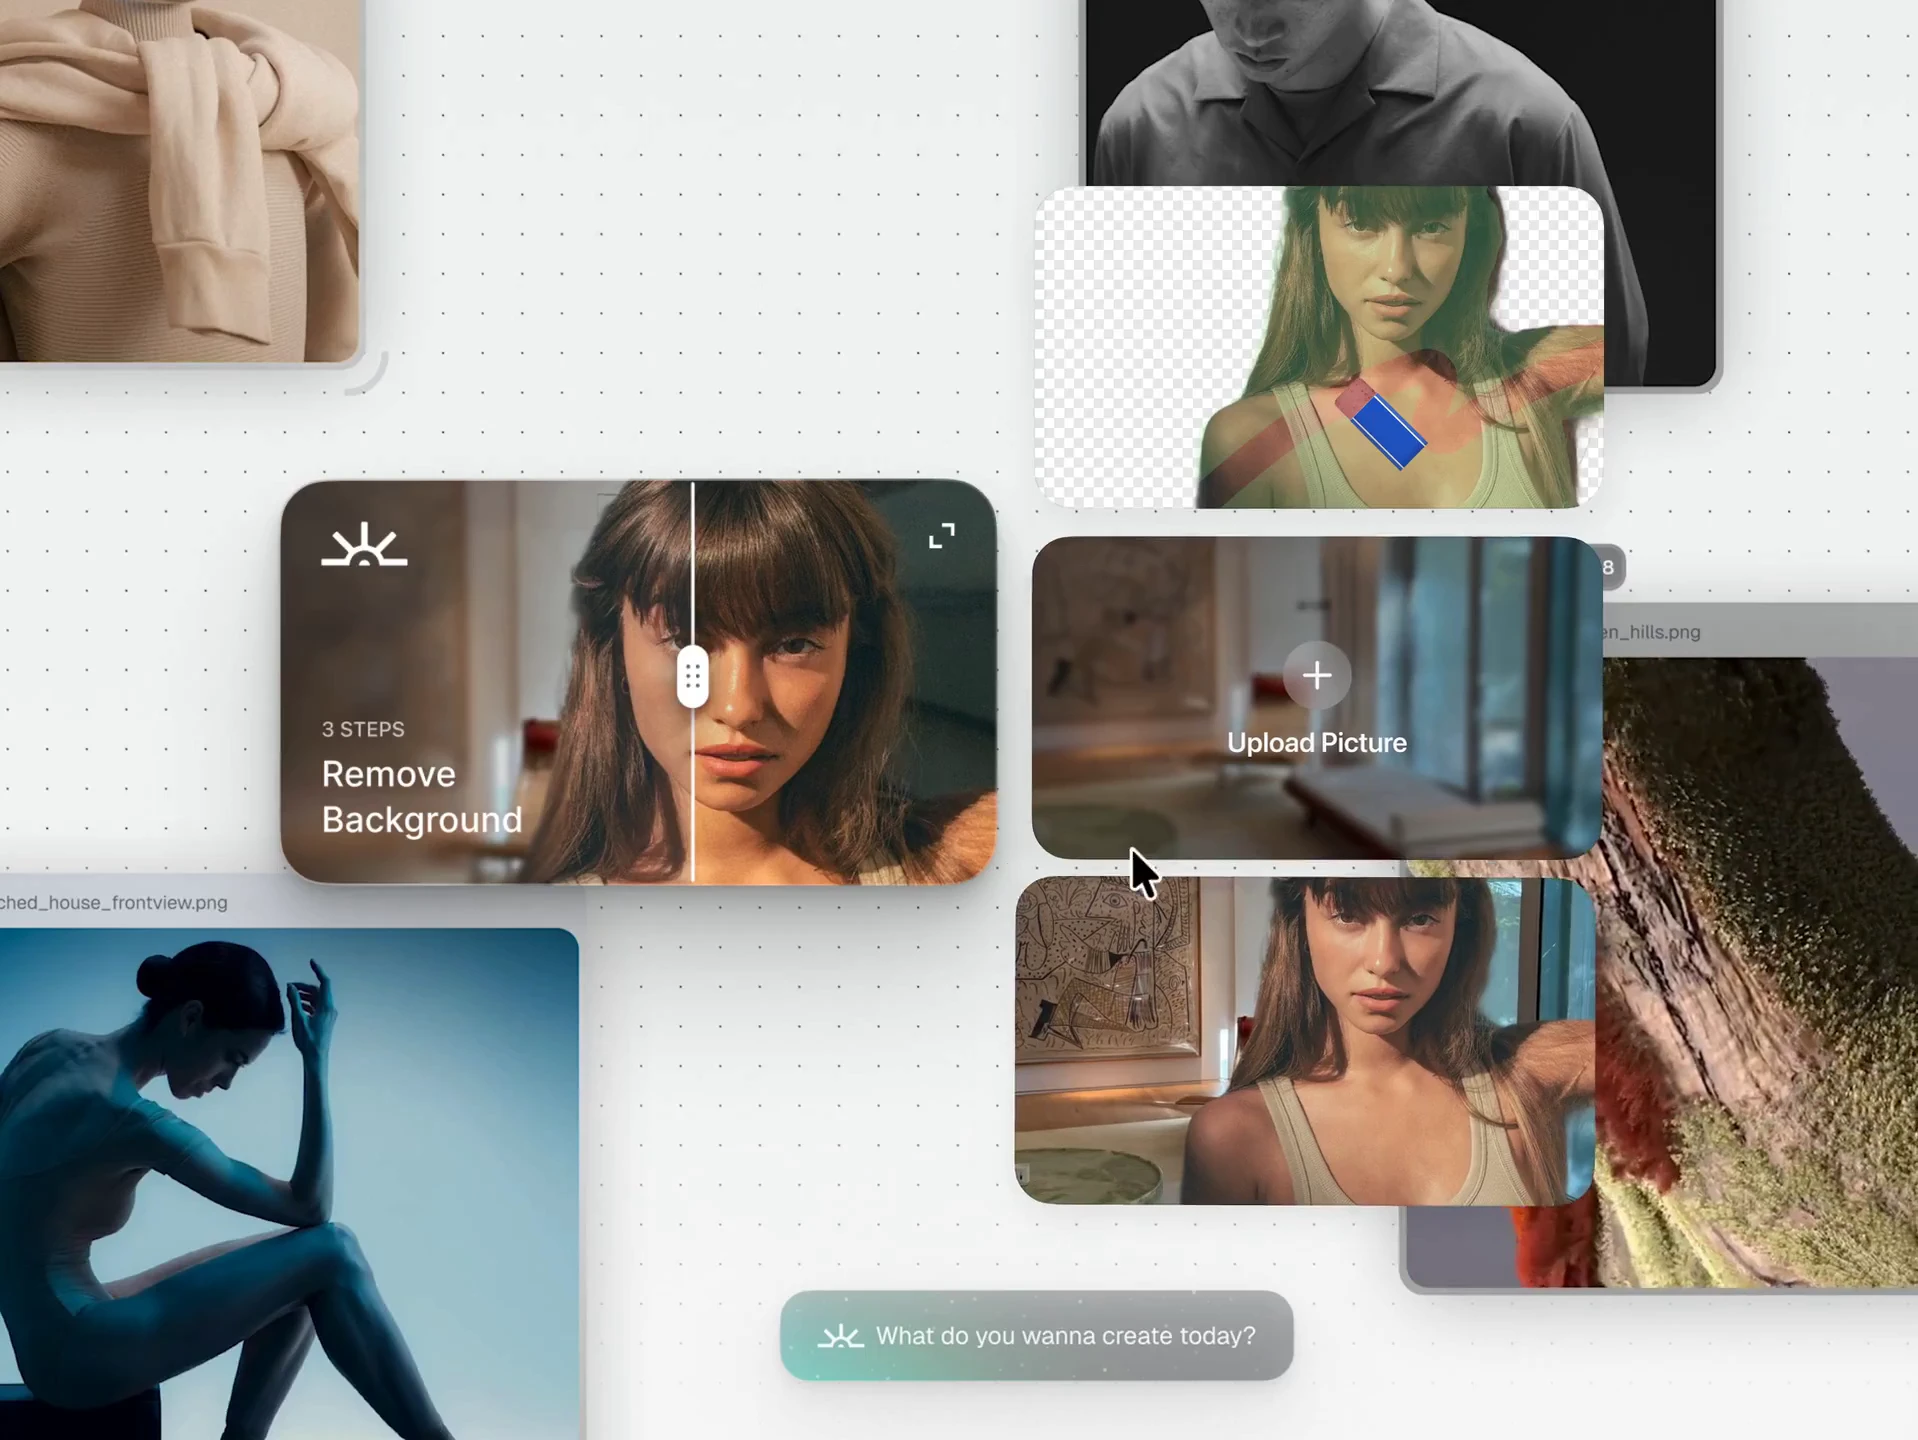 8
en_hills.png
3 STEPS
Remove
Background
Upload Picture
ched_house_frontview.png
What do you wanna create today?